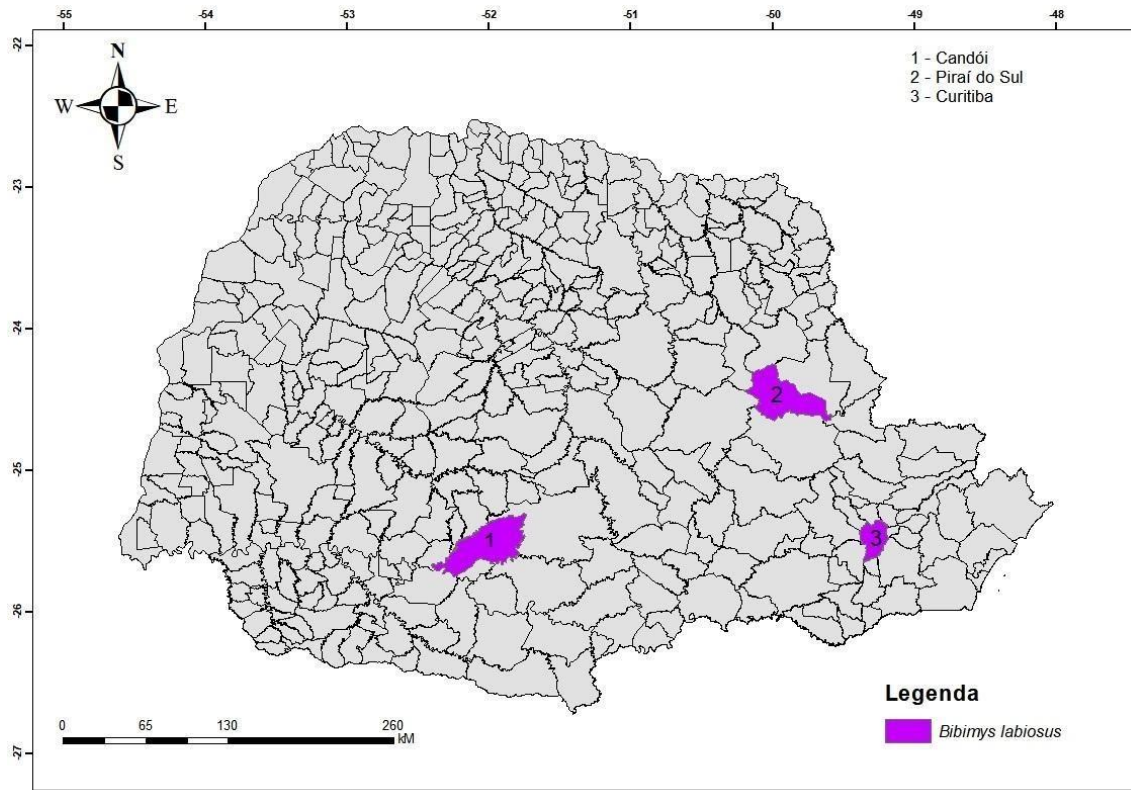 -55 -54 -53 -52 -51 -50 -49 -48
-22
-23
-24
-25
-26
-27
N
W E
S
1 - Candói
2 - Piraí do Sul
3 - Curitiba
2
1
3
0 65 130 260
kM
Legenda
Bibimys labiosus